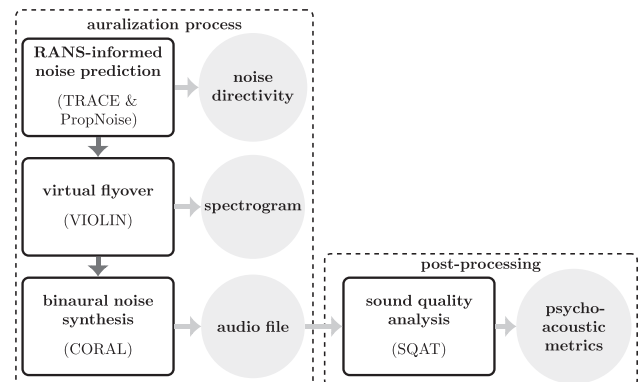 auralization process
RANS-informed
noise prediction
(TRACE &
PropNoise)
noise
directivity
virtual flyover
(VIOLIN)
spectrogram
binaural noise
synthesis
(CORAL)
audio file
post-processing
sound quality
analysis
(SQAT)
psycho-
acoustic
metrics